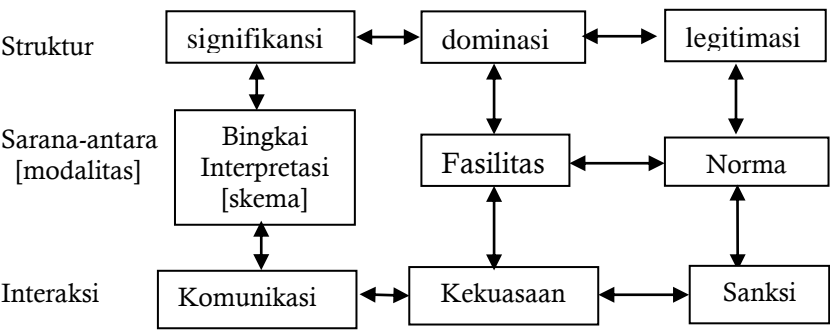 Struktur
signifikansi
dominasi
legitimasi
Sarana-antara
[modalitas]
Bingkai
Interpretasi
[skema]
Fasilitas
Norma
Interaksi
Komunikasi
Kekuasaan
Sanksi